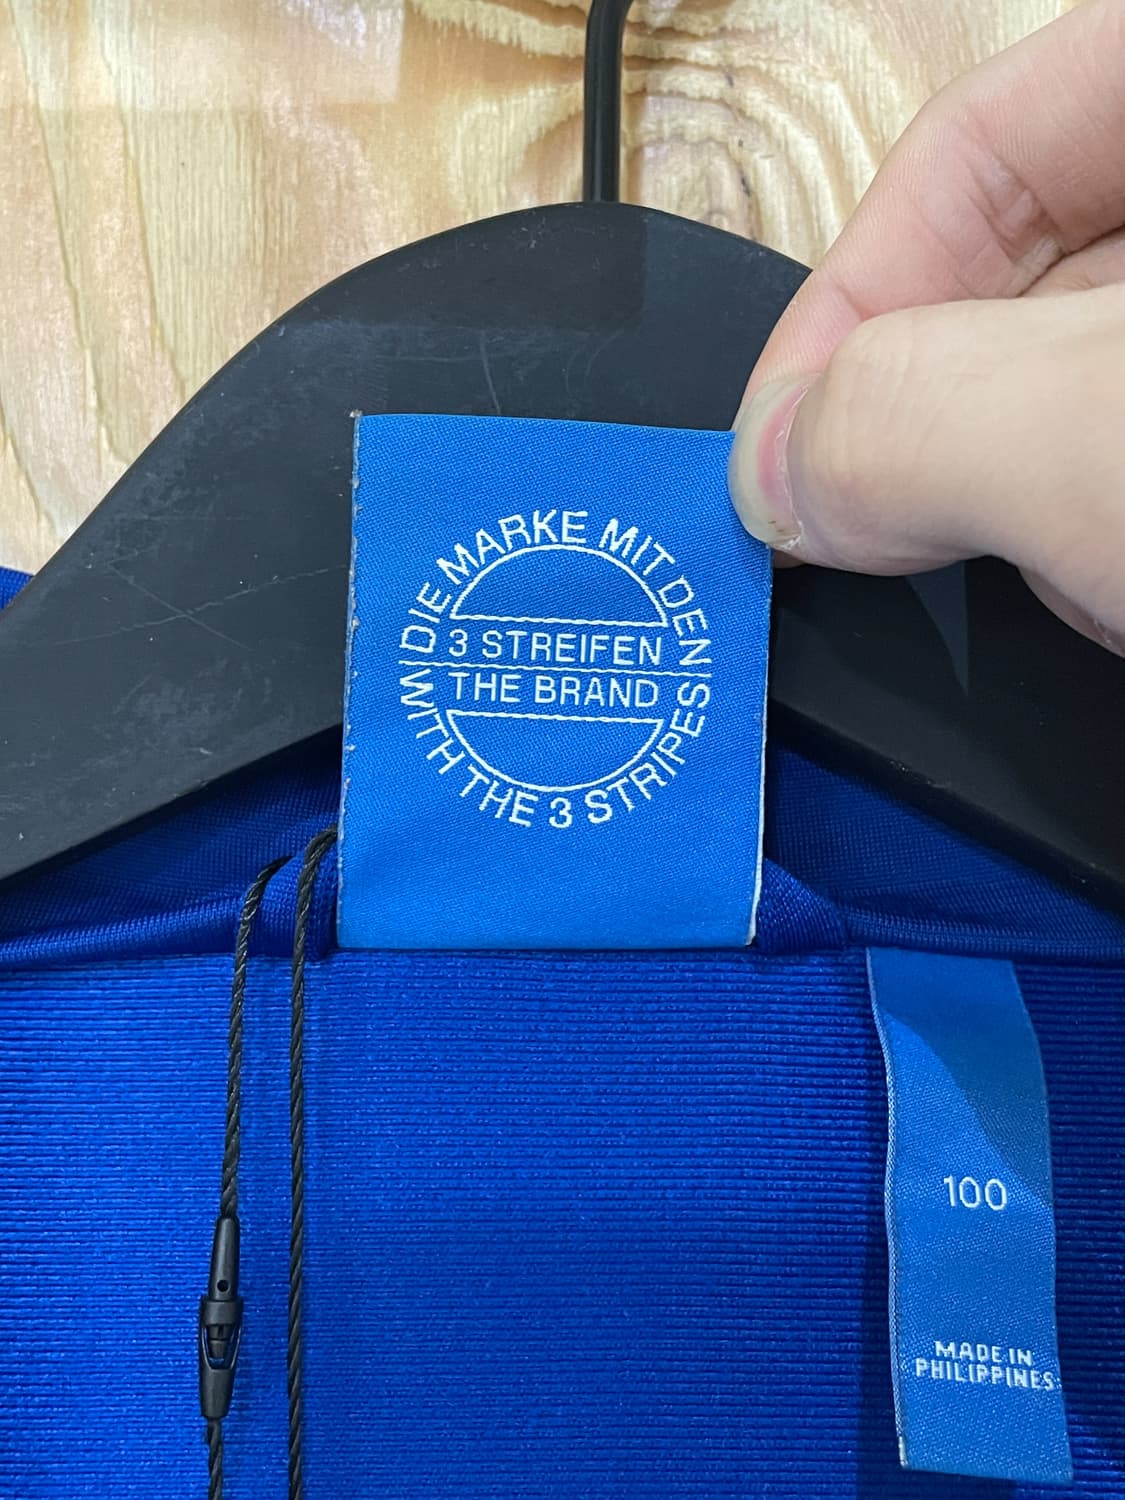 DIE MARKE MIT DEN
3 STREIFEN
THE BRAND
WITH THE 3 STRIPES
100
MADE IN
PHILIPPINES